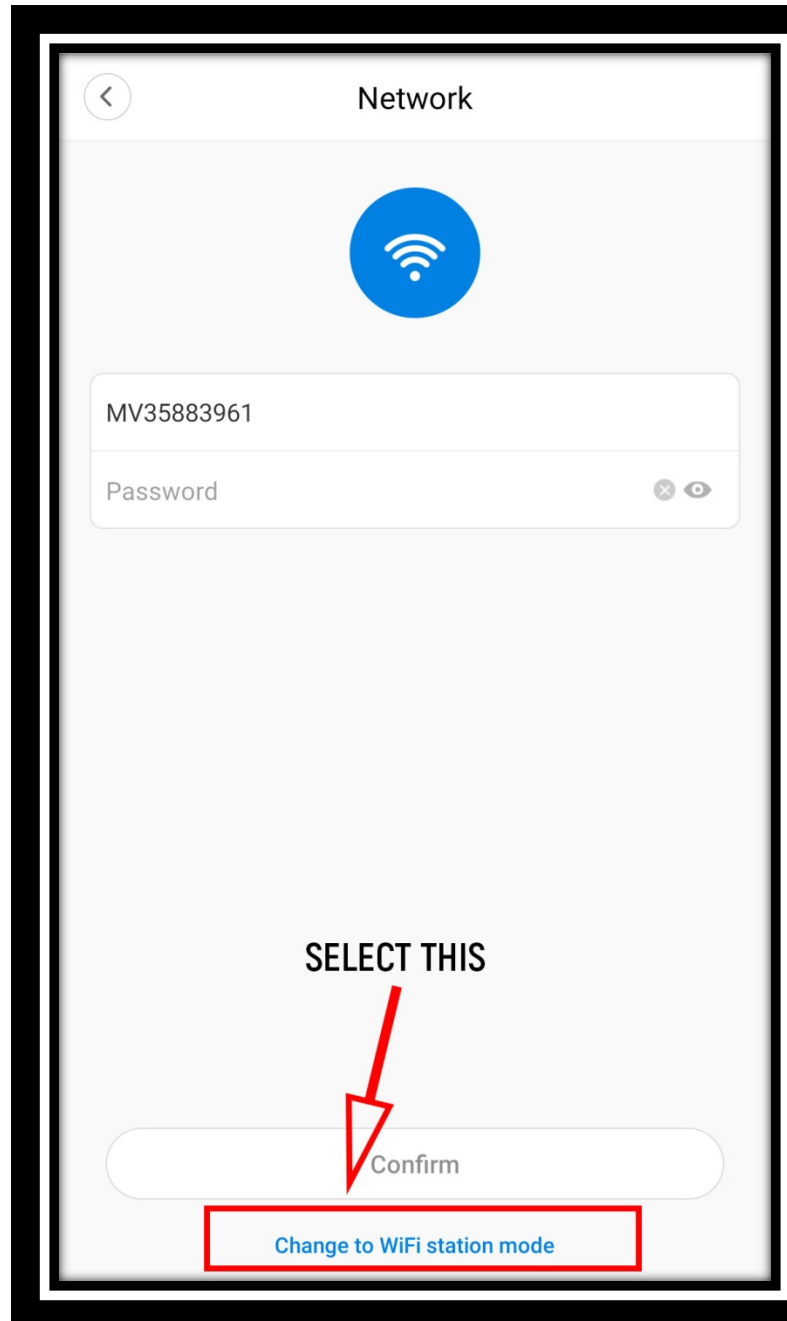 Network
MV35883961
Password
SELECT THIS
Confirm
Change to WiFi station mode